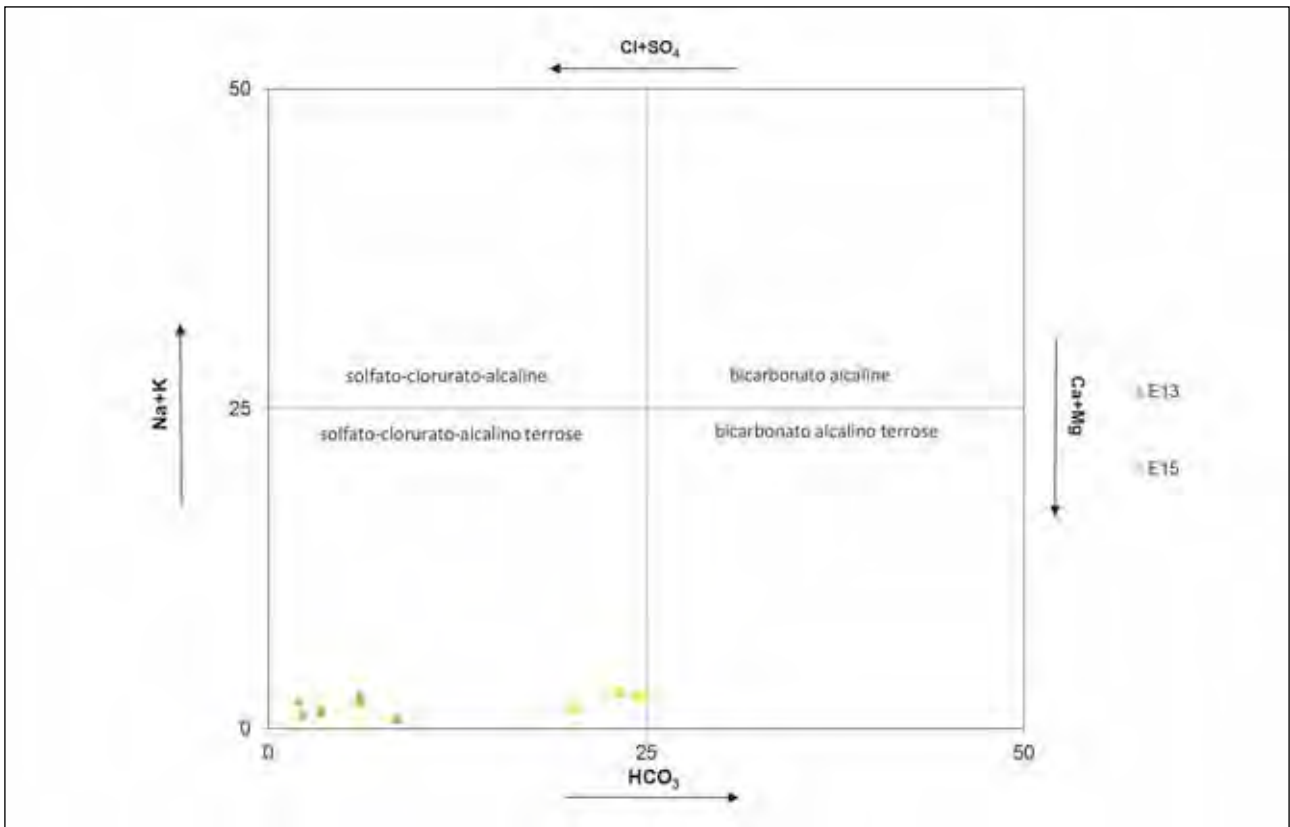 Cl+SO₄
50
Na+K
solfato-clorurato-alcaline
bicarbonato alcaline
25
solfato-clorurato-alcalino terrose
bicarbonato alcalino terrose
Ca+Mg
E13
E15
0
0
25
50
HCO₃